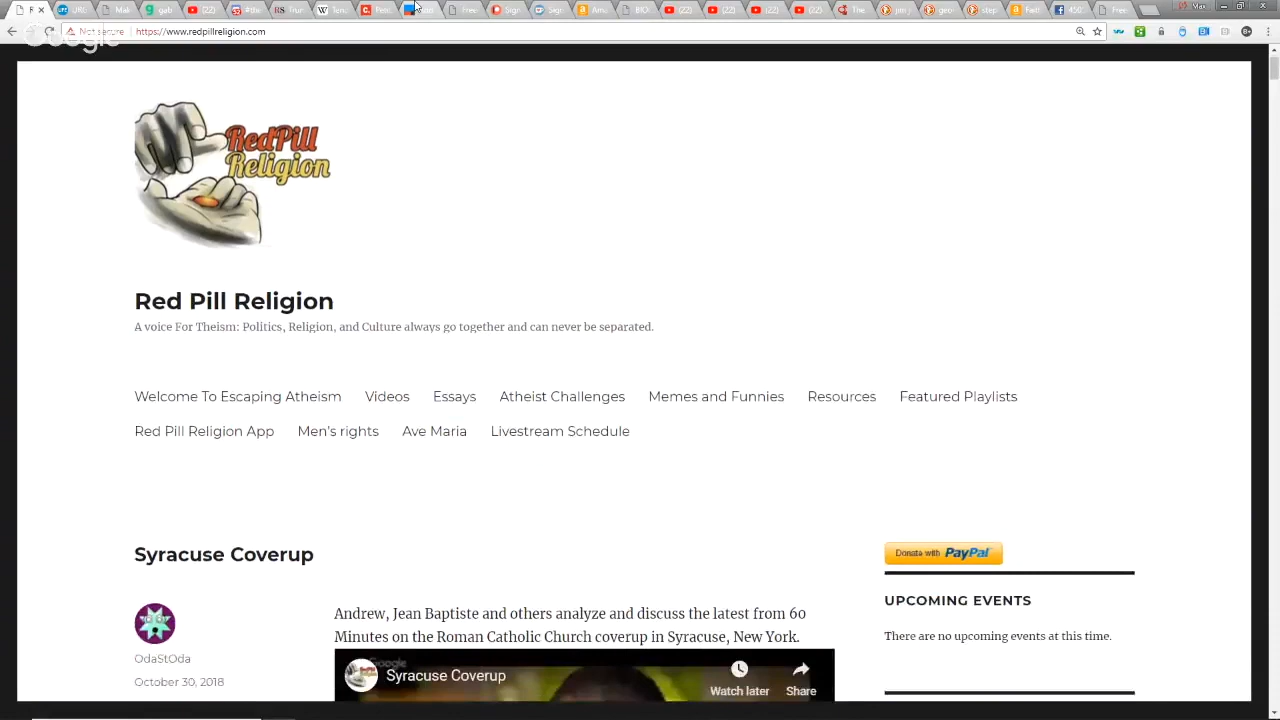 Not secure https://www.redpillreligion.com
Google
RedPill
Religion
Red Pill Religion
A voice For Theism: Politics, Religion, and Culture always go together and can never be separated.
Welcome To Escaping Atheism Videos Essays Atheist Challenges Memes and Funnies Resources Featured Playlists
Red Pill Religion App Men's rights Ave Maria Livestream Schedule
Syracuse Coverup
Donate with PayPal
UPCOMING EVENTS
There are no upcoming events at this time.
OdaStOda
October 30, 2018
Andrew, Jean Baptiste and others analyze and discuss the latest from 60
Minutes on the Roman Catholic Church coverup in Syracuse, New York.
Google
Syracuse Coverup
Watch later Share